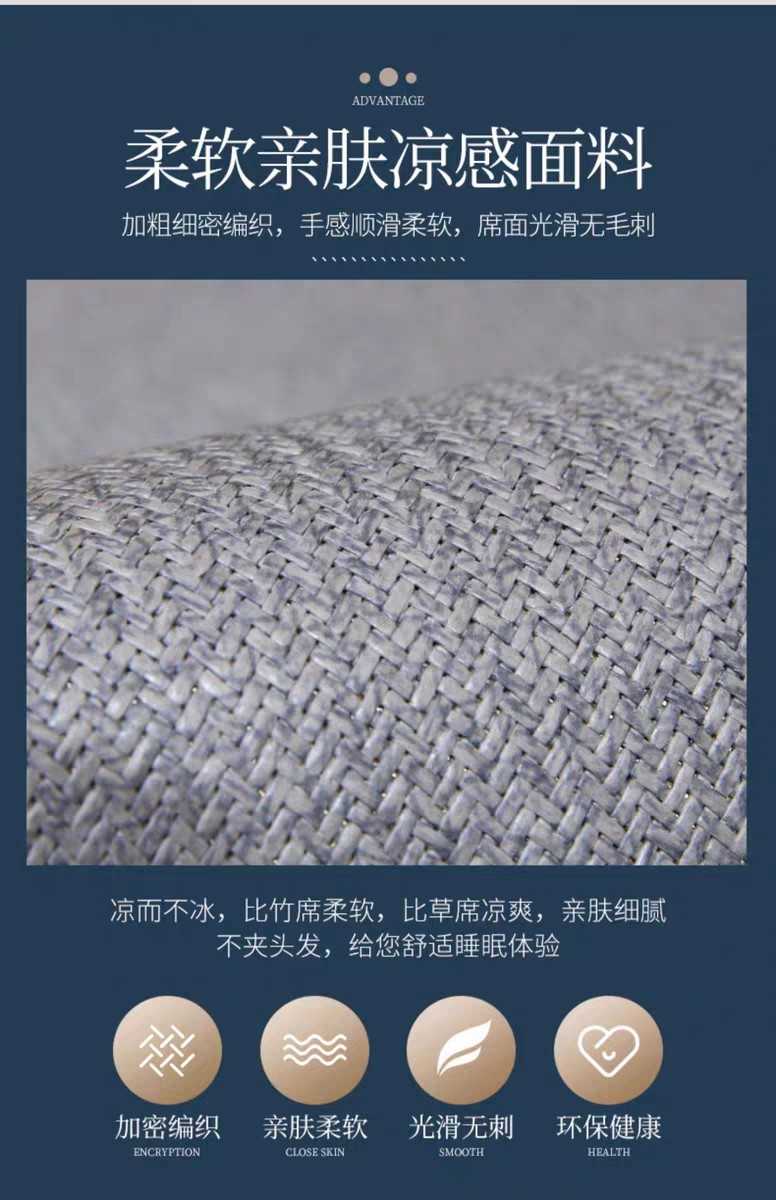 ADVANTAGE
柔软亲肤凉感面料
加粗细密编织，手感顺滑柔软，席面光滑无毛刺
凉而不冰，比竹席柔软，比草席凉爽，亲肤细腻
不夹头发，给您舒适睡眠体验
加密编织 亲肤柔软 光滑无刺 环保健康
ENCRYPTION CLOSE SKIN SMOOTH HEALTH